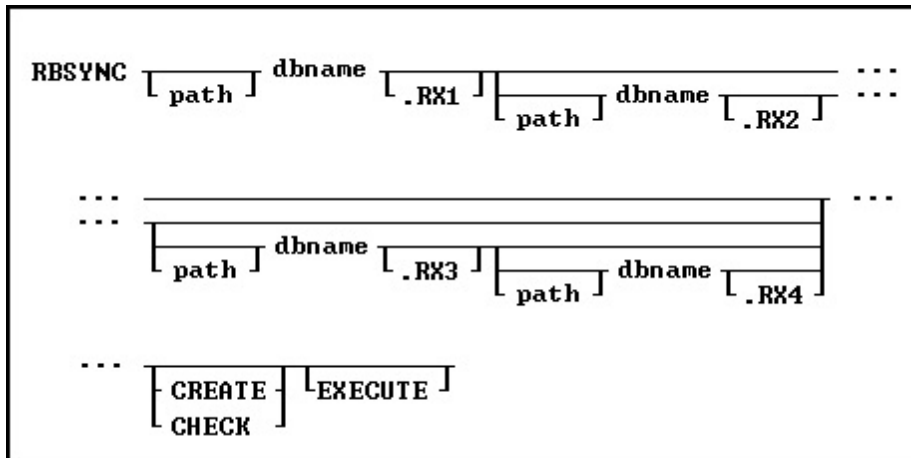 RBSYNC dbname ...
path .RX1 dbname ...
path .RX2
... ...
...
dbname
path .RX3 dbname
path .RX4
...
CREATE EXECUTE
CHECK